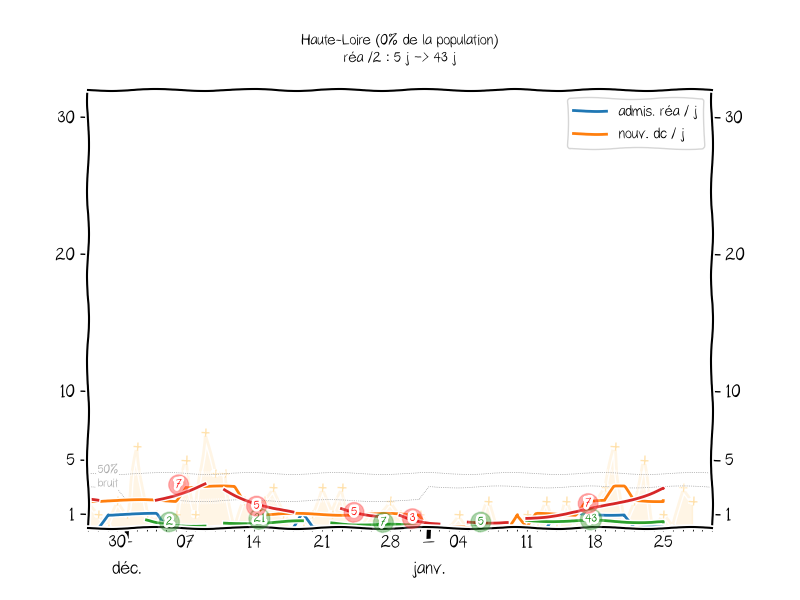 Haute-Loire (0% de la population)
réa /2 : 5 j -> 43 j
admis. réa / j
nouv. dc / j
30 30
20 20
10 10
5 5
1 1
50%
bruit
7 5 5 3 7
2 21 7 5 43
30 07 14 21 28 04 11 18 25
déc. janv.